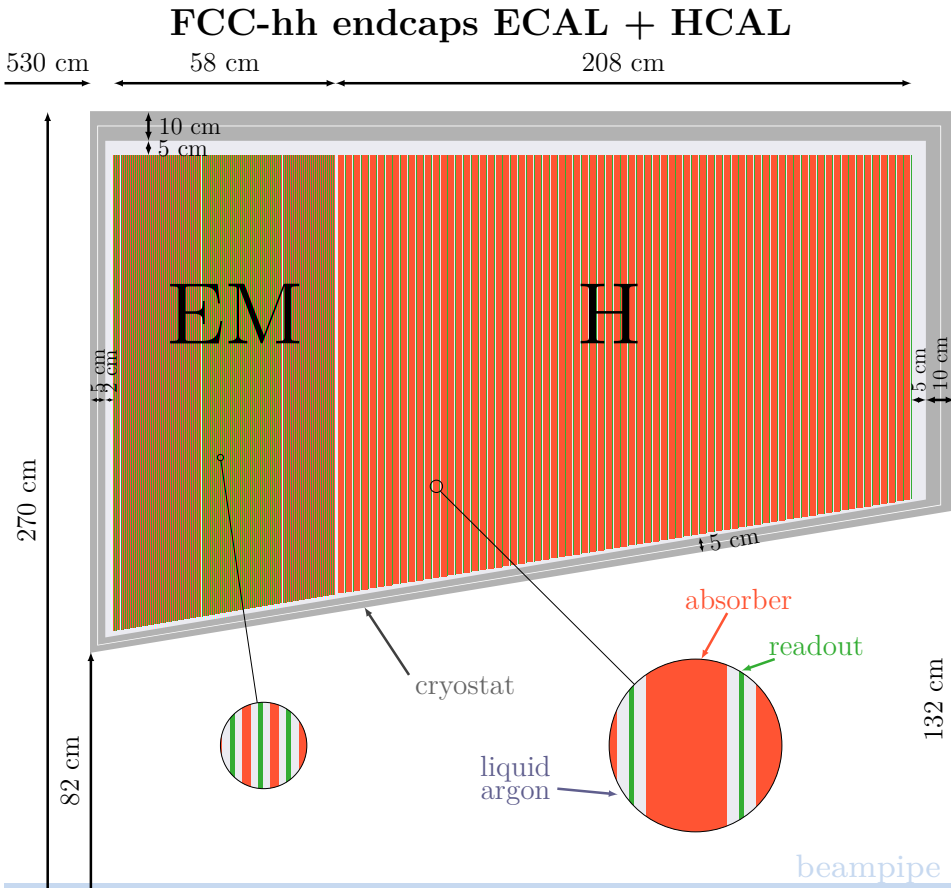 FCC-hh endcaps ECAL + HCAL
530 cm
58 cm
208 cm
10 cm
5 cm
EM
H
5 cm
2 cm
5 cm
10 cm
270 cm
5 cm
absorber
readout
cryostat
132 cm
82 cm
liquid
argon
beampipe